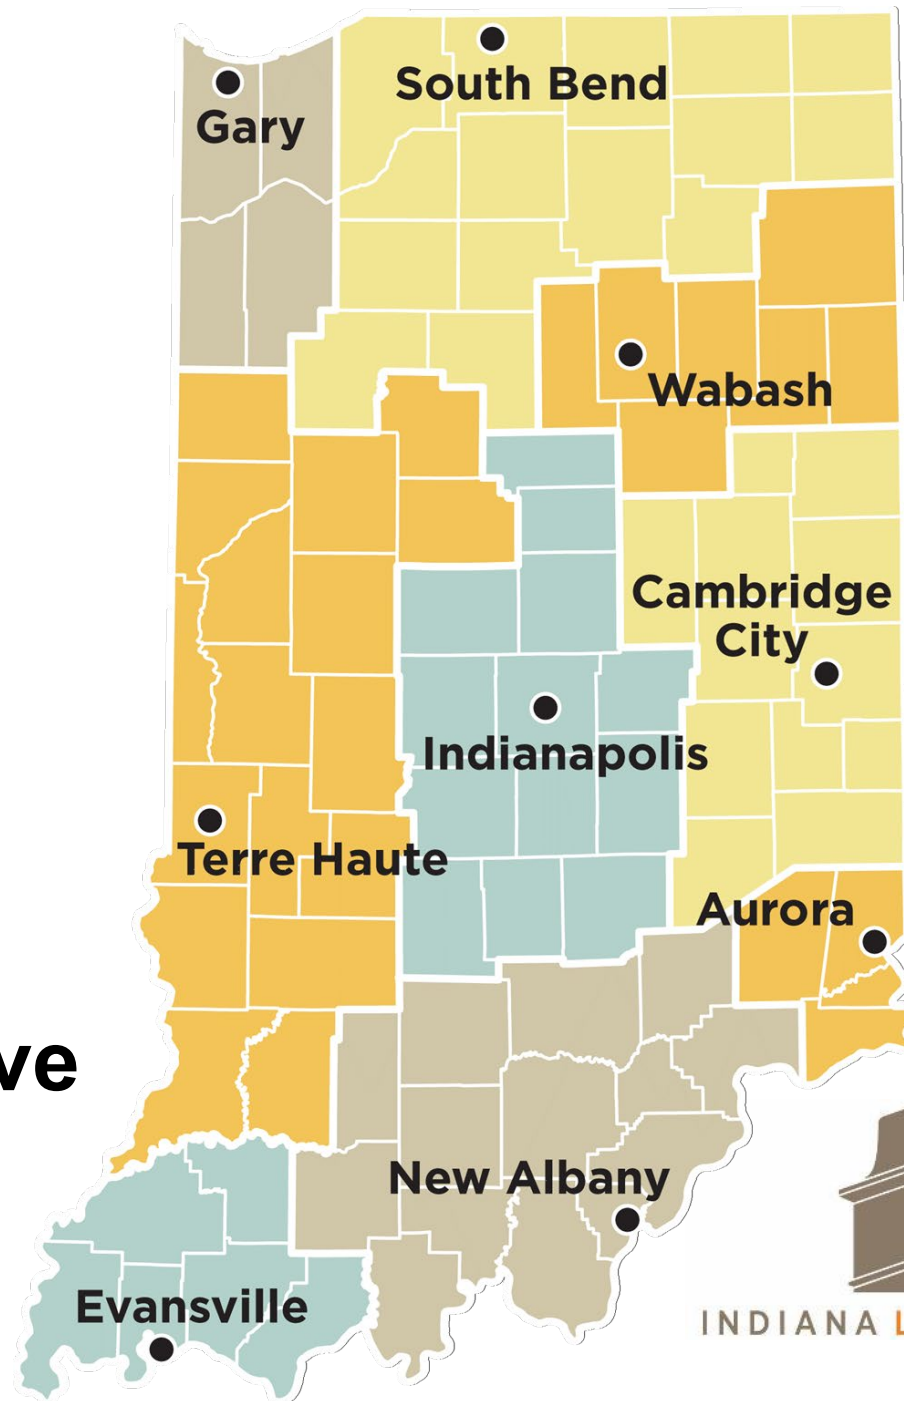 South Bend
Gary
Wabash
Cambridge
City
Indianapolis
Terre Haute
Aurora
ve
New Albany
Evansville
INDIANA L